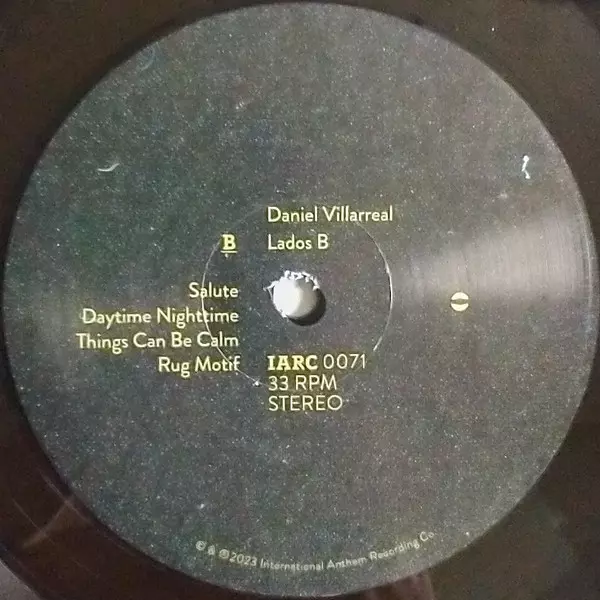 Daniel Villarreal
B
Lados B
Salute
Daytime Nighttime
Things Can Be Calm
Rug Motif
IARC 0071
33 RPM
STEREO
© & ℗ 2023 International Anthem Recording Co.